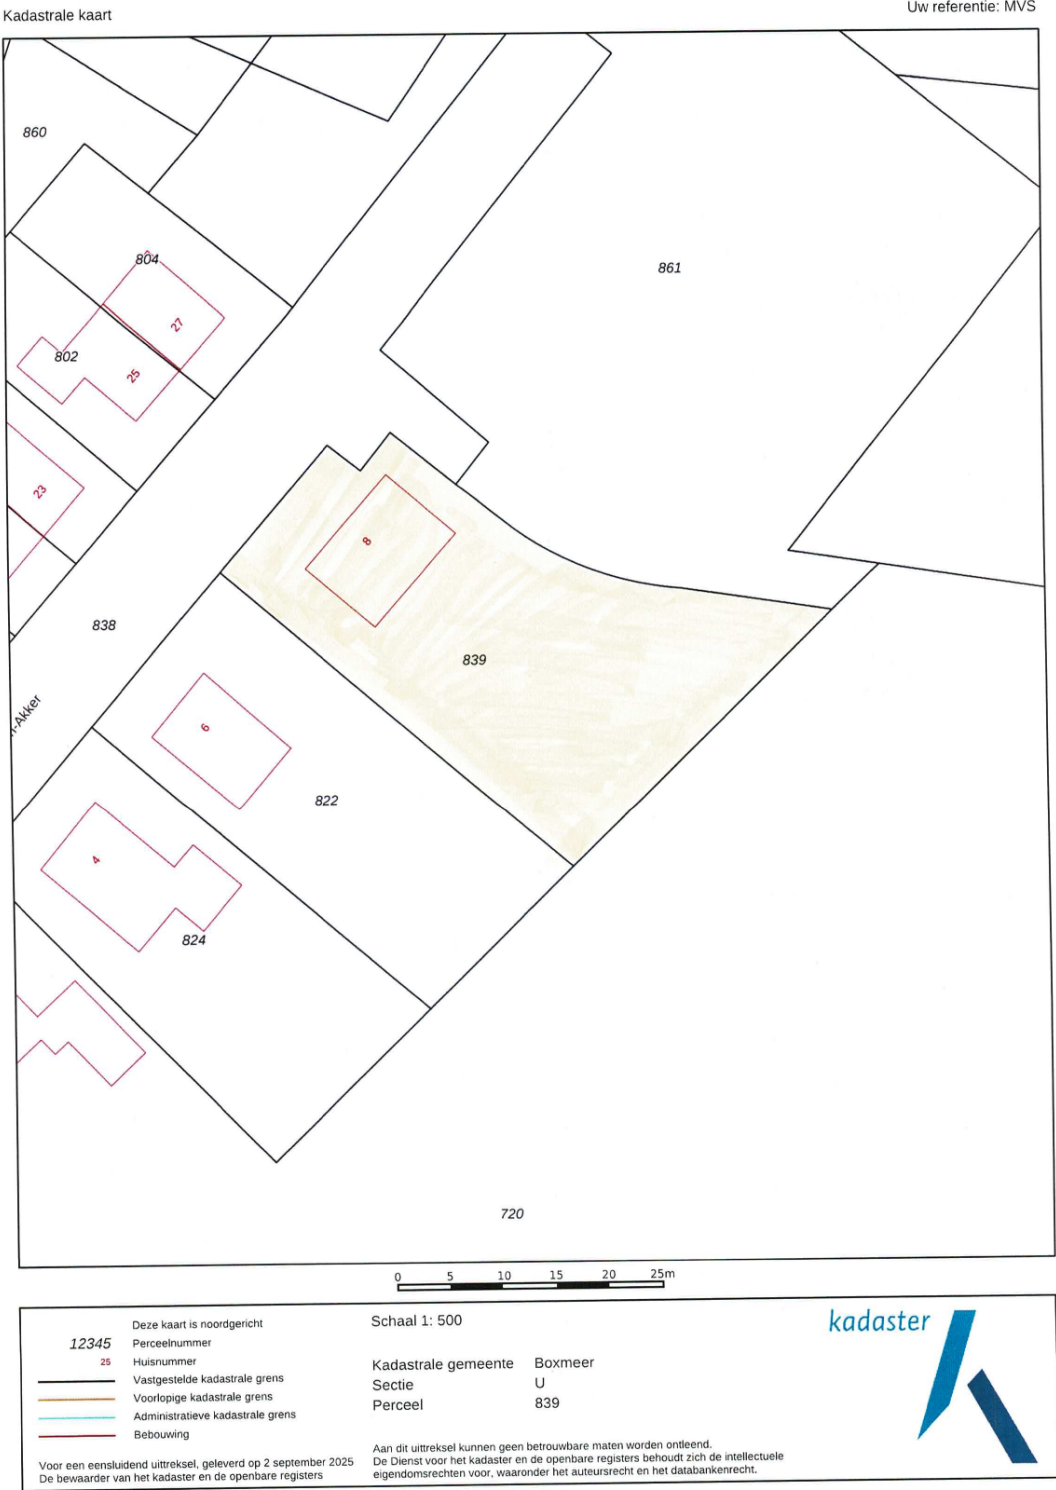 Kadastrale kaart
Uw referentie: MVS
860
804
27
802
25
861
23
8
838
839
6
822
4
824
720
0 5 10 15 20 25m
Deze kaart is noordgericht
12345 Perceelnummer
25 Huisnummer
Vastgestelde kadastrale grens
Voorlopige kadastrale grens
Administratieve kadastrale grens
Bebouwing
Voor een eensluidend uittreksel, geleverd op 2 september 2025
De bewaarder van het kadaster en de openbare registers
Schaal 1: 500
Kadastrale gemeente Boxmeer
Sectie U
Perceel 839
Aan dit uittreksel kunnen geen betrouwbare maten worden ontleend.
De Dienst voor het kadaster en de openbare registers behoudt zich de intellectuele
eigendomsrechten voor, waaronder het auteursrecht en het databankenrecht.
kadaster